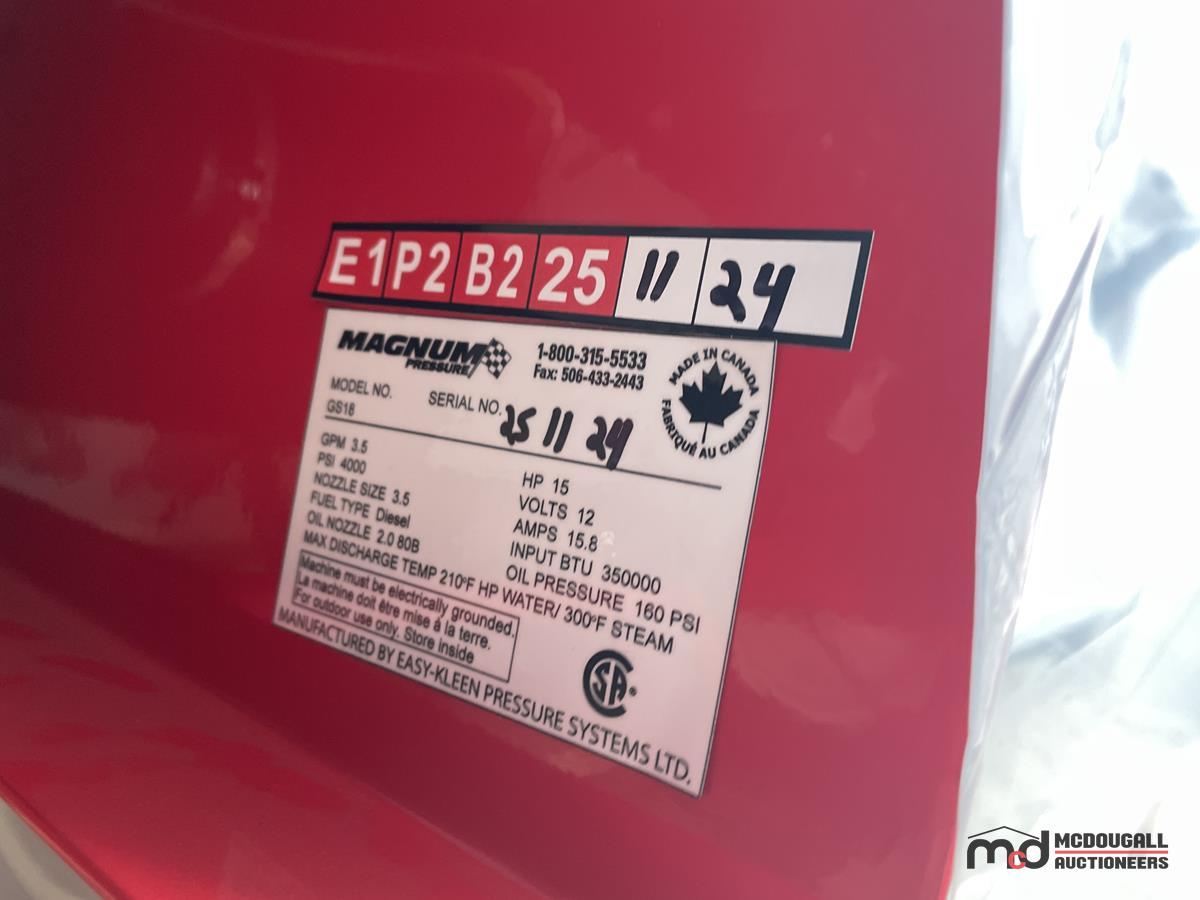 E1 P2 B2 25 11 24
MAGNUM
PRESSURE
1-800-315-5533
Fax: 506-433-2443
MADE IN CANADA
FABRIQUÉ AU CANADA
MODEL NO. SERIAL NO. 25 11 24
GS18
GPM 3.5
PSI 4000
NOZZLE SIZE 3.5
FUEL TYPE Diesel
OIL NOZZLE 2.0 80B
HP 15
VOLTS 12
AMPS 15.8
INPUT BTU 350000
OIL PRESSURE 160 PSI
MAX DISCHARGE TEMP 210°F HP WATER/ 300°F STEAM
Machine must be electrically grounded.
La machine doit être mise à la terre.
For outdoor use only. Store inside
CSA®
MANUFACTURED BY EASY-KLEEN PRESSURE SYSTEMS LTD.
mcd MCDOUGALL
AUCTIONEERS